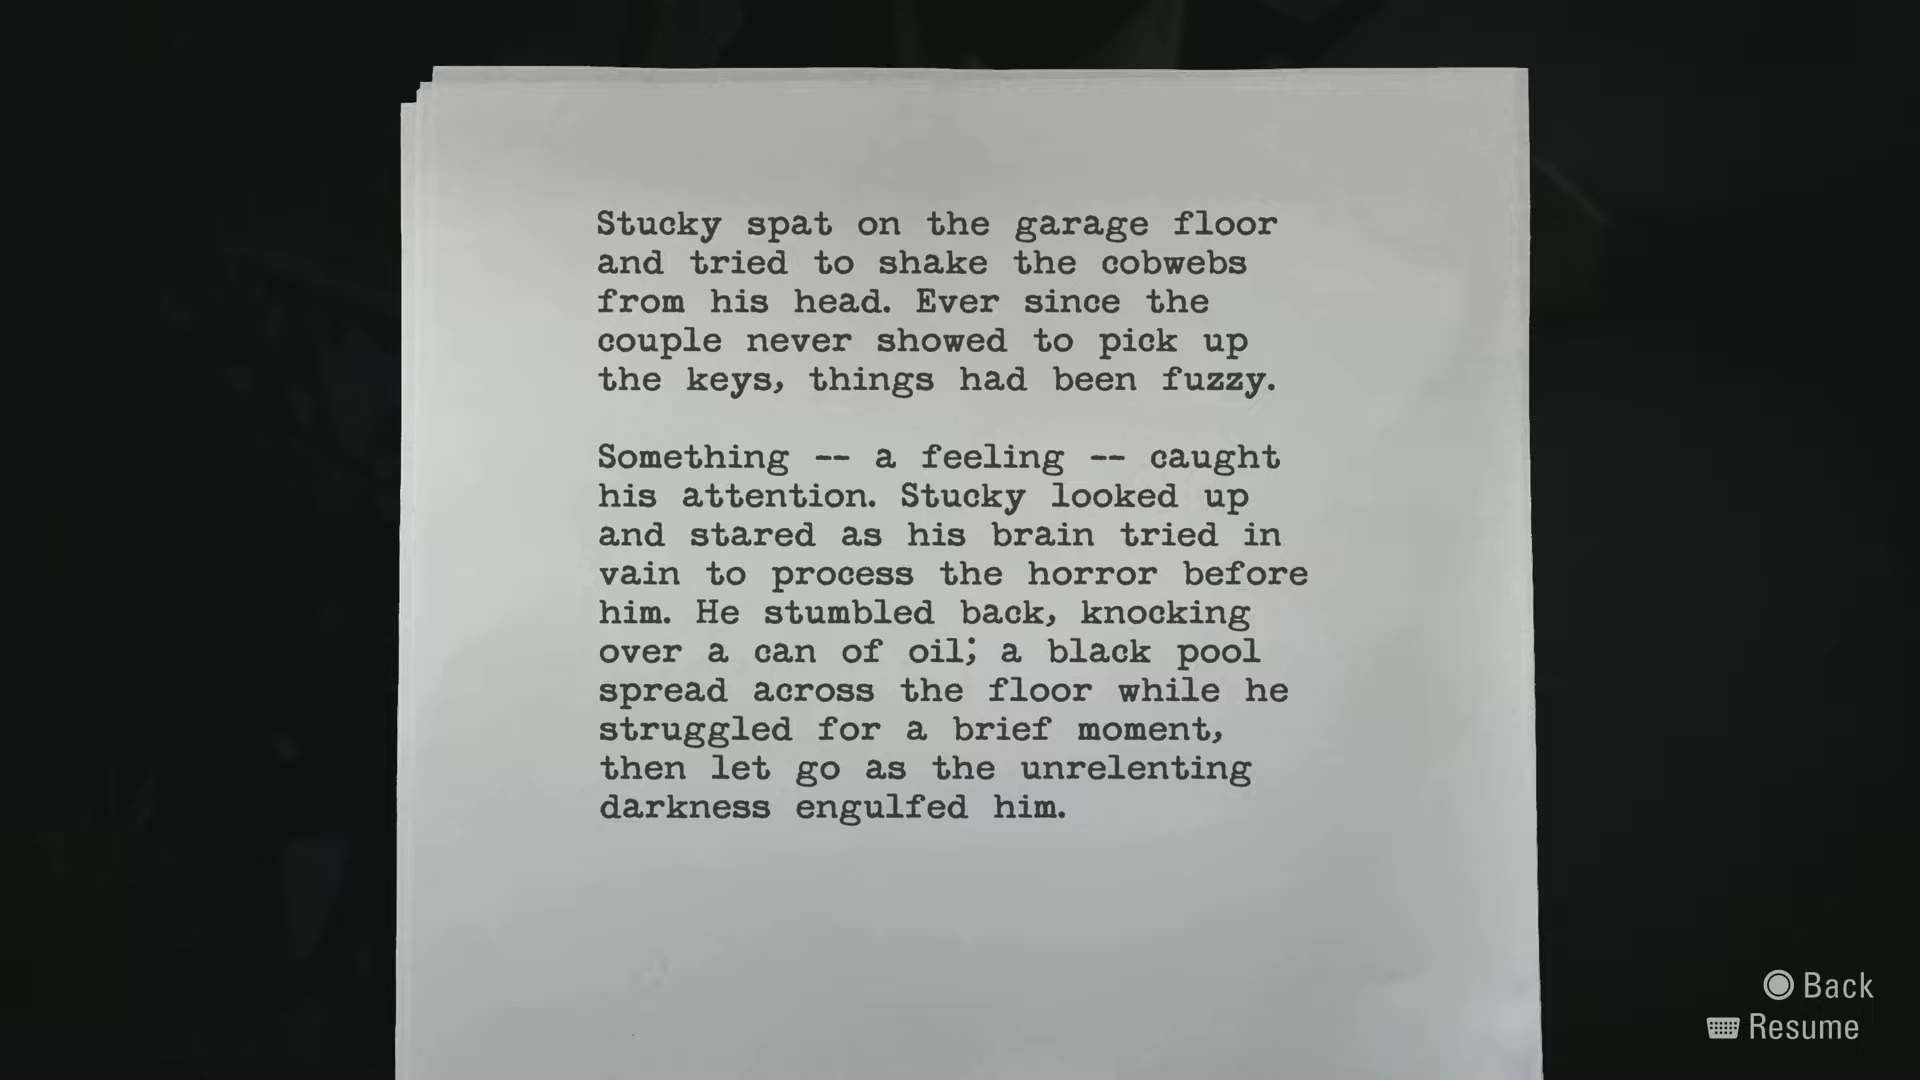 Stucky spat on the garage floor
and tried to shake the cobwebs
from his head. Ever since the
couple never showed to pick up
the keys, things had been fuzzy.
Something -- a feeling -- caught
his attention. Stucky looked up
and stared as his brain tried in
vain to process the horror before
him. He stumbled back, knocking
over a can of oil; a black pool
spread across the floor while he
struggled for a brief moment,
then let go as the unrelenting
darkness engulfed him.
Back
Resume